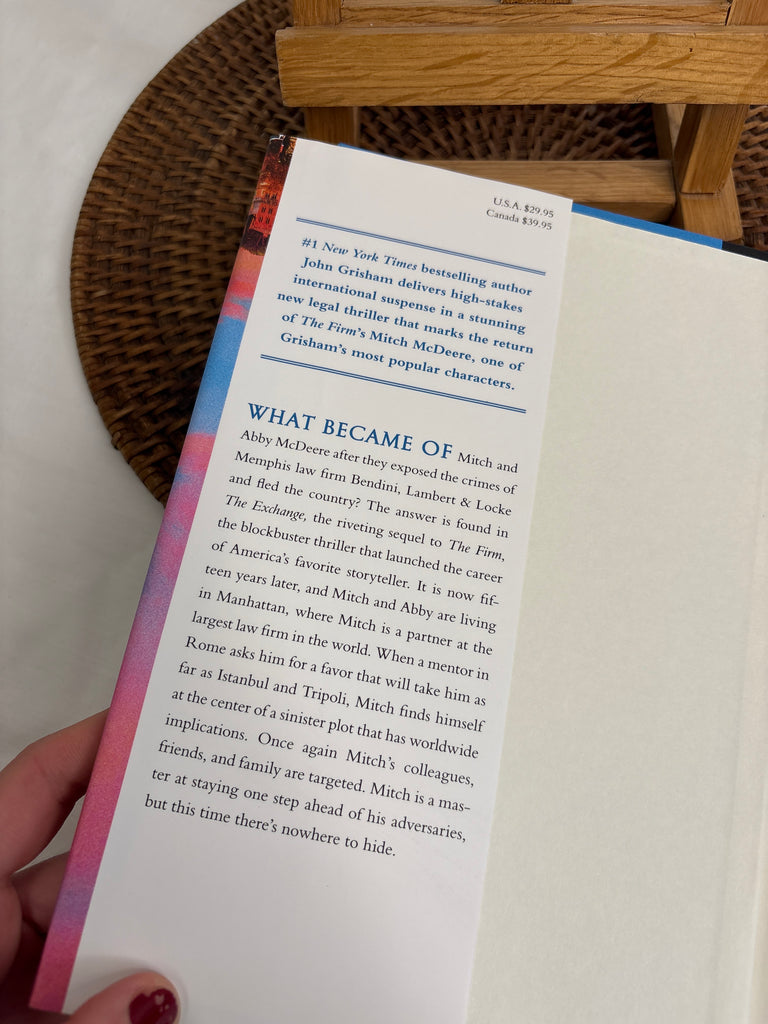 U.S.A. $29.95
Canada $39.95
#1 New York Times bestselling author
John Grisham delivers high-stakes
international suspense in a stunning
new legal thriller that marks the return
of The Firm's Mitch McDeere, one of
Grisham's most popular characters.
WHAT BECAME OF Mitch and
Abby McDeere after they exposed the crimes of
Memphis law firm Bendini, Lambert & Locke
and fled the country? The answer is found in
The Exchange, the riveting sequel to The Firm,
the blockbuster thriller that launched the career
of America's favorite storyteller. It is now fif-
teen years later, and Mitch and Abby are living
in Manhattan, where Mitch is a partner at the
largest law firm in the world. When a mentor in
Rome asks him for a favor that will take him as
far as Istanbul and Tripoli, Mitch finds himself
at the center of a sinister plot that has worldwide
implications. Once again Mitch's colleagues,
friends, and family are targeted. Mitch is a mas-
ter at staying one step ahead of his adversaries,
but this time there's nowhere to hide.